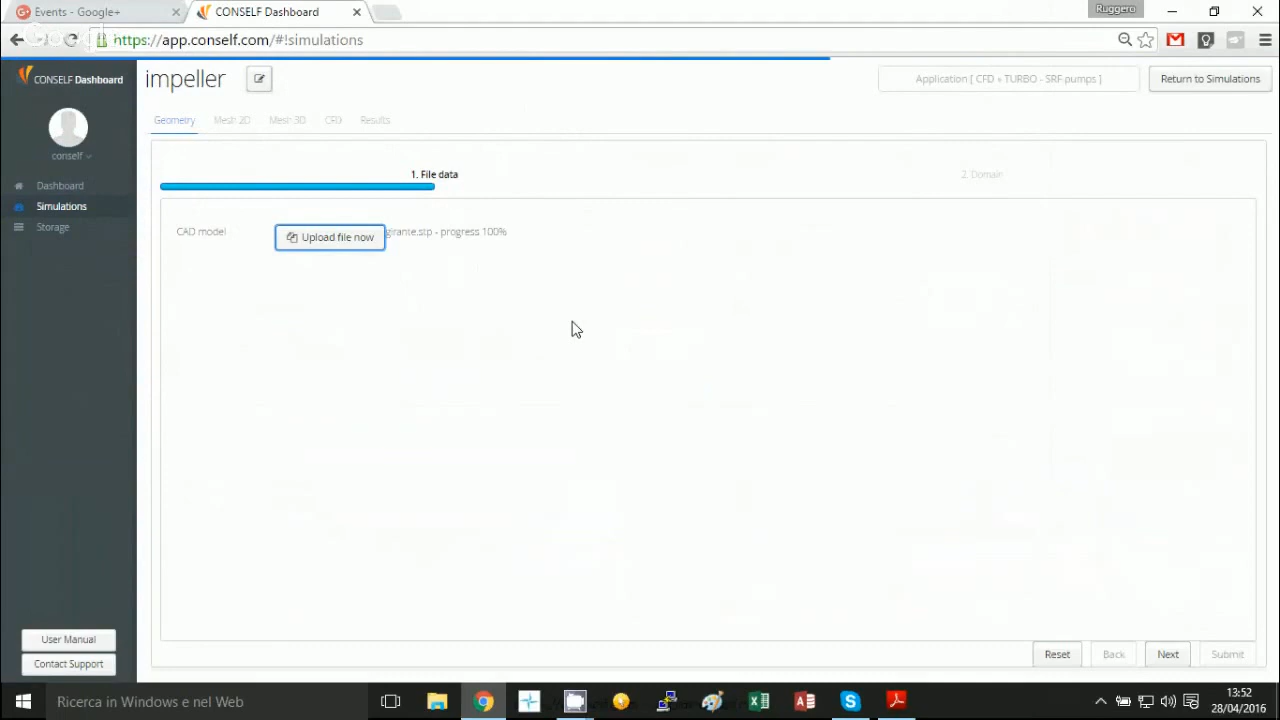 Events - Google+
CONSELF Dashboard
Ruggero
https://app.conself.com/#!simulations
CONSELF Dashboard
impeller
Application [ CFD » TURBO - SRF pumps ]
Return to Simulations
Geometry
Mesh 2D
Mesh 3D
CFD
Results
conself
Dashboard
Simulations
Storage
1. File data
2. Domain
CAD model
Upload file now
girante.stp - progress 100%
User Manual
Contact Support
Reset
Back
Next
Submit
Ricerca in Windows e nel Web
13:52
28/04/2016